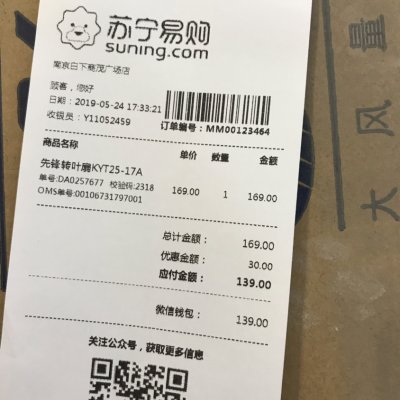 苏宁易购
suning.com
南京白下商茂广场店
顾客，您好
日期：2019-05-24 17:33:21
收银员：Y11052459
订单编号：MM00123464
商品名称 单价 数量 金额
先锋转叶扇KYT25-17A
169.00 1 169.00
单号:DA0257677 校验码:2318
OMS单号:00106731797001
总计金额： 169.00
优惠金额： 30.00
应付金额： 139.00
微信钱包： 139.00
关注公众号，获取更多信息
大风量